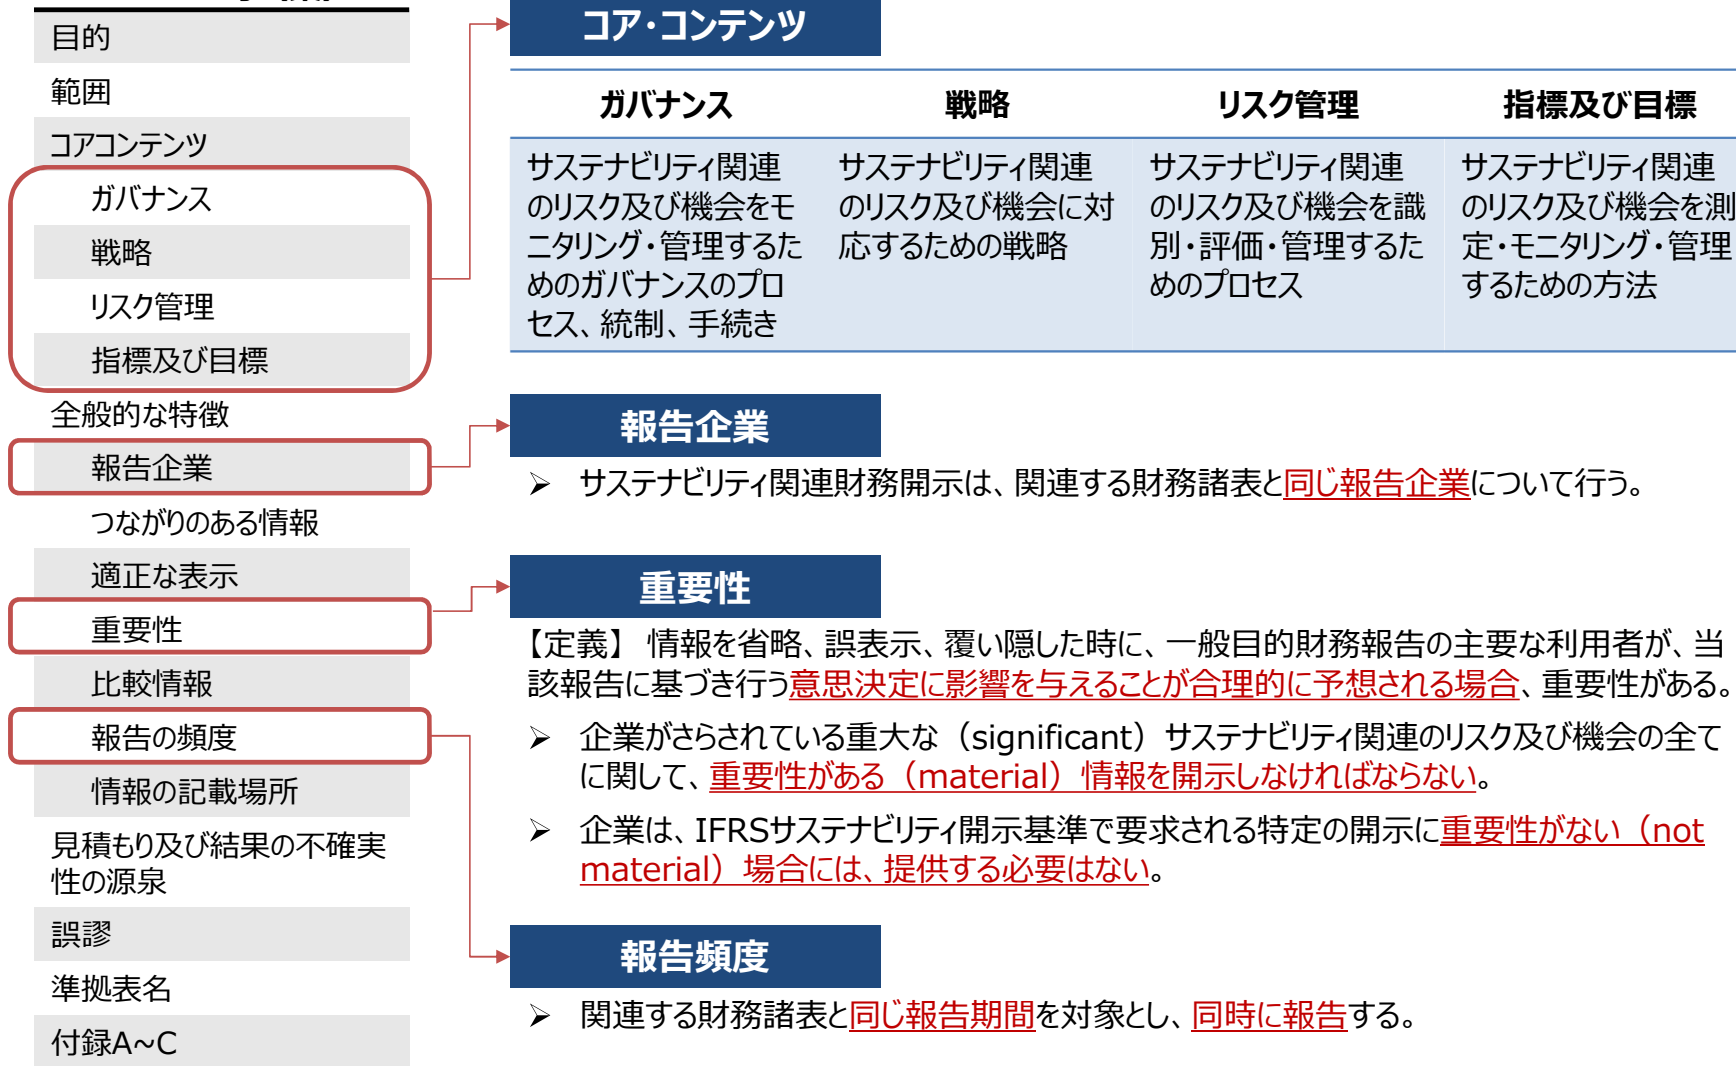 目的
範囲
コアコンテンツ
ガバナンス
戦略
リスク管理
指標及び目標
全般的な特徴
報告企業
つながりのある情報
適正な表示
重要性
比較情報
報告の頻度
情報の記載場所
見積もり及び結果の不確実
性の源泉
誤謬
準拠表名
付録A~C
コア・コンテンツ
ガバナンス
サステナビリティ関連
のリスク及び機会をモ
ニタリング・管理するた
めのガバナンスのプロ
セス、統制、手続き
戦略
サステナビリティ関連
のリスク及び機会に対
応するための戦略
リスク管理
サステナビリティ関連
のリスク及び機会を識
別・評価・管理するた
めのプロセス
指標及び目標
サステナビリティ関連
のリスク及び機会を測
定・モニタリング・管理
するための方法
報告企業
➢ サステナビリティ関連財務開示は、関連する財務諸表と同じ報告企業について行う。
重要性
【定義】 情報を省略、誤表示、覆い隠した時に、一般目的財務報告の主要な利用者が、当
該報告に基づき行う意思決定に影響を与えることが合理的に予想される場合、重要性がある。
➢ 企業がさらされている重大な（significant）サステナビリティ関連のリスク及び機会の全て
に関して、重要性がある（material）情報を開示しなければならない。
➢ 企業は、IFRSサステナビリティ開示基準で要求される特定の開示に重要性がない（not
material）場合には、提供する必要はない。
報告頻度
➢ 関連する財務諸表と同じ報告期間を対象とし、同時に報告する。